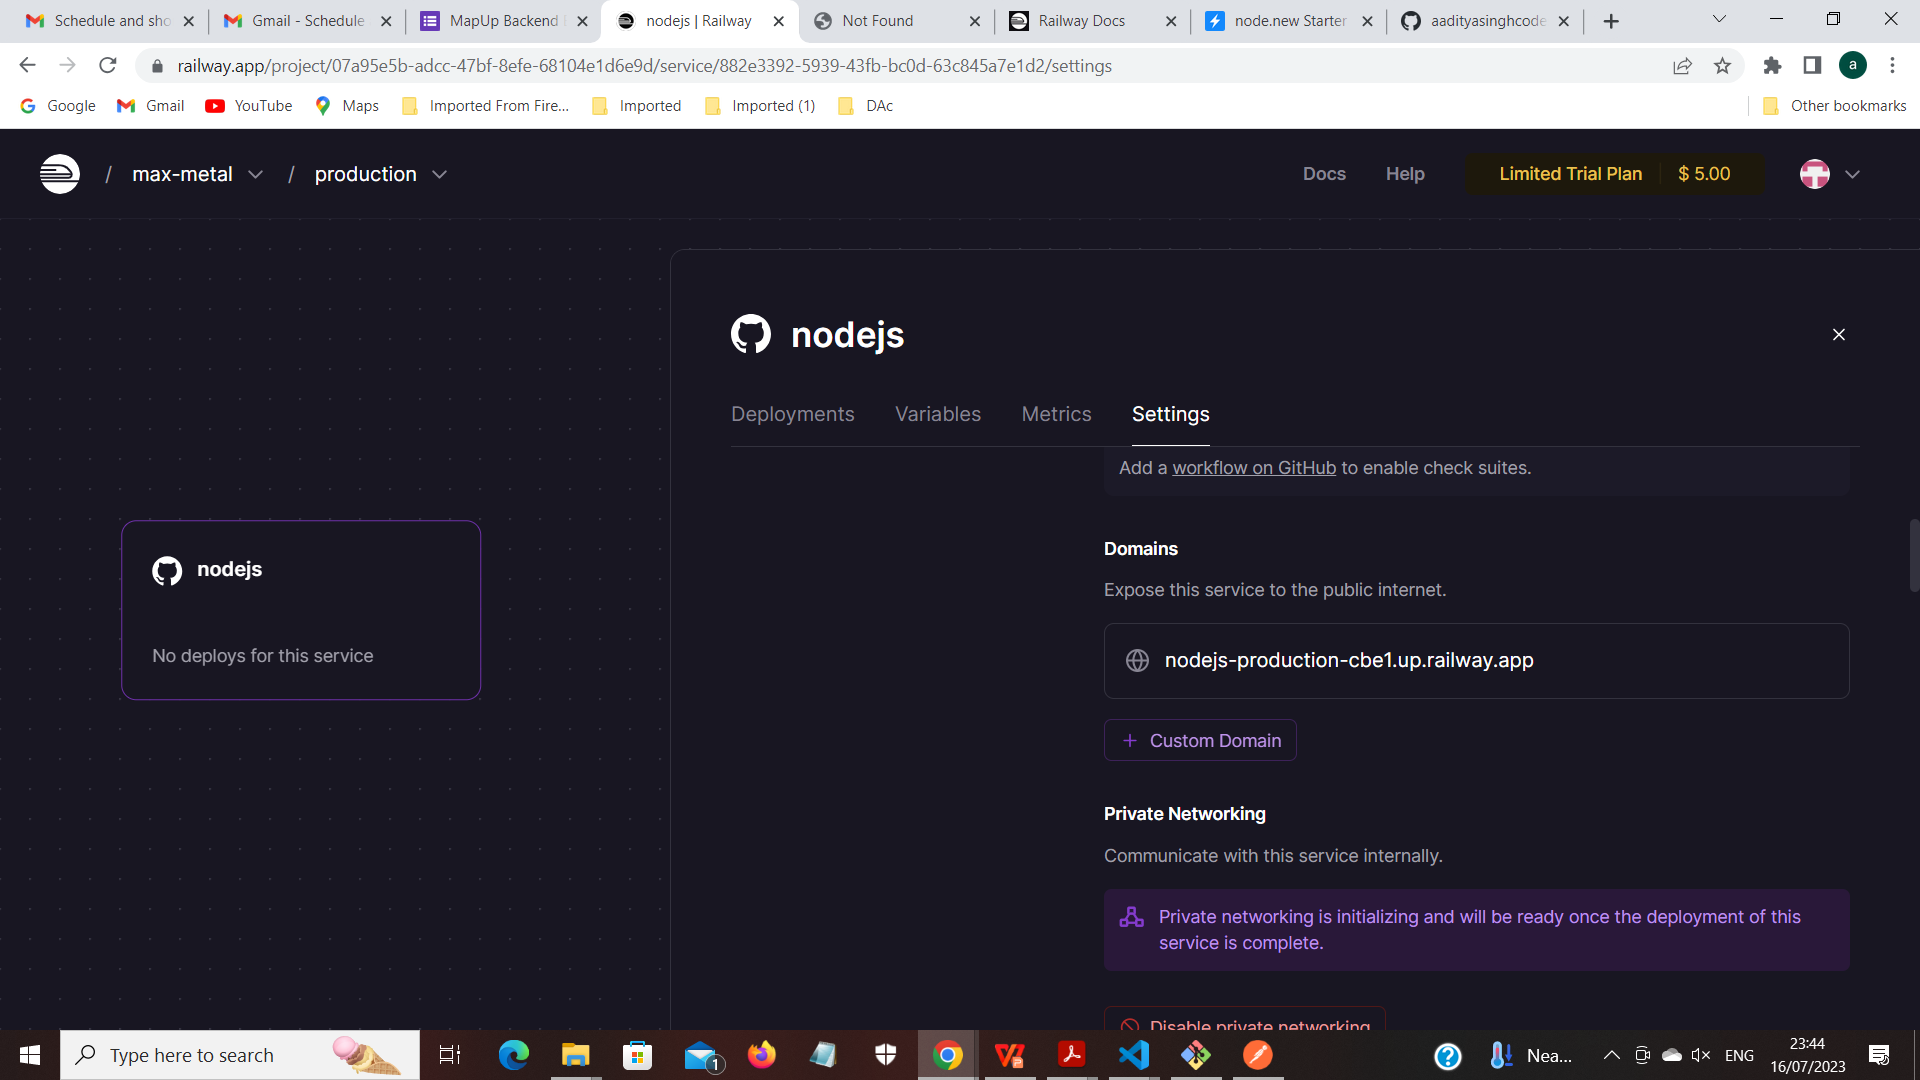 Schedule and sho
Gmail - Schedule
MapUp Backend
nodejs | Railway
Not Found
Railway Docs
node.new Starter
aadityasinghcode
railway.app/project/07a95e5b-adcc-47bf-8efe-68104e1d6e9d/service/882e3392-5939-43fb-bc0d-63c845a7e1d2/settings
a
Google
Gmail
YouTube
Maps
Imported From Fire...
Imported
Imported (1)
DAc
Other bookmarks
/ max-metal / production
Docs
Help
Limited Trial Plan
$ 5.00
nodejs
Deployments
Variables
Metrics
Settings
Add a workflow on GitHub to enable check suites.
Domains
Expose this service to the public internet.
nodejs-production-cbe1.up.railway.app
Custom Domain
Private Networking
Communicate with this service internally.
Private networking is initializing and will be ready once the deployment of this
service is complete.
Disable private networking
nodejs
No deploys for this service
Type here to search
1
Nea...
ENG
23:44
16/07/2023